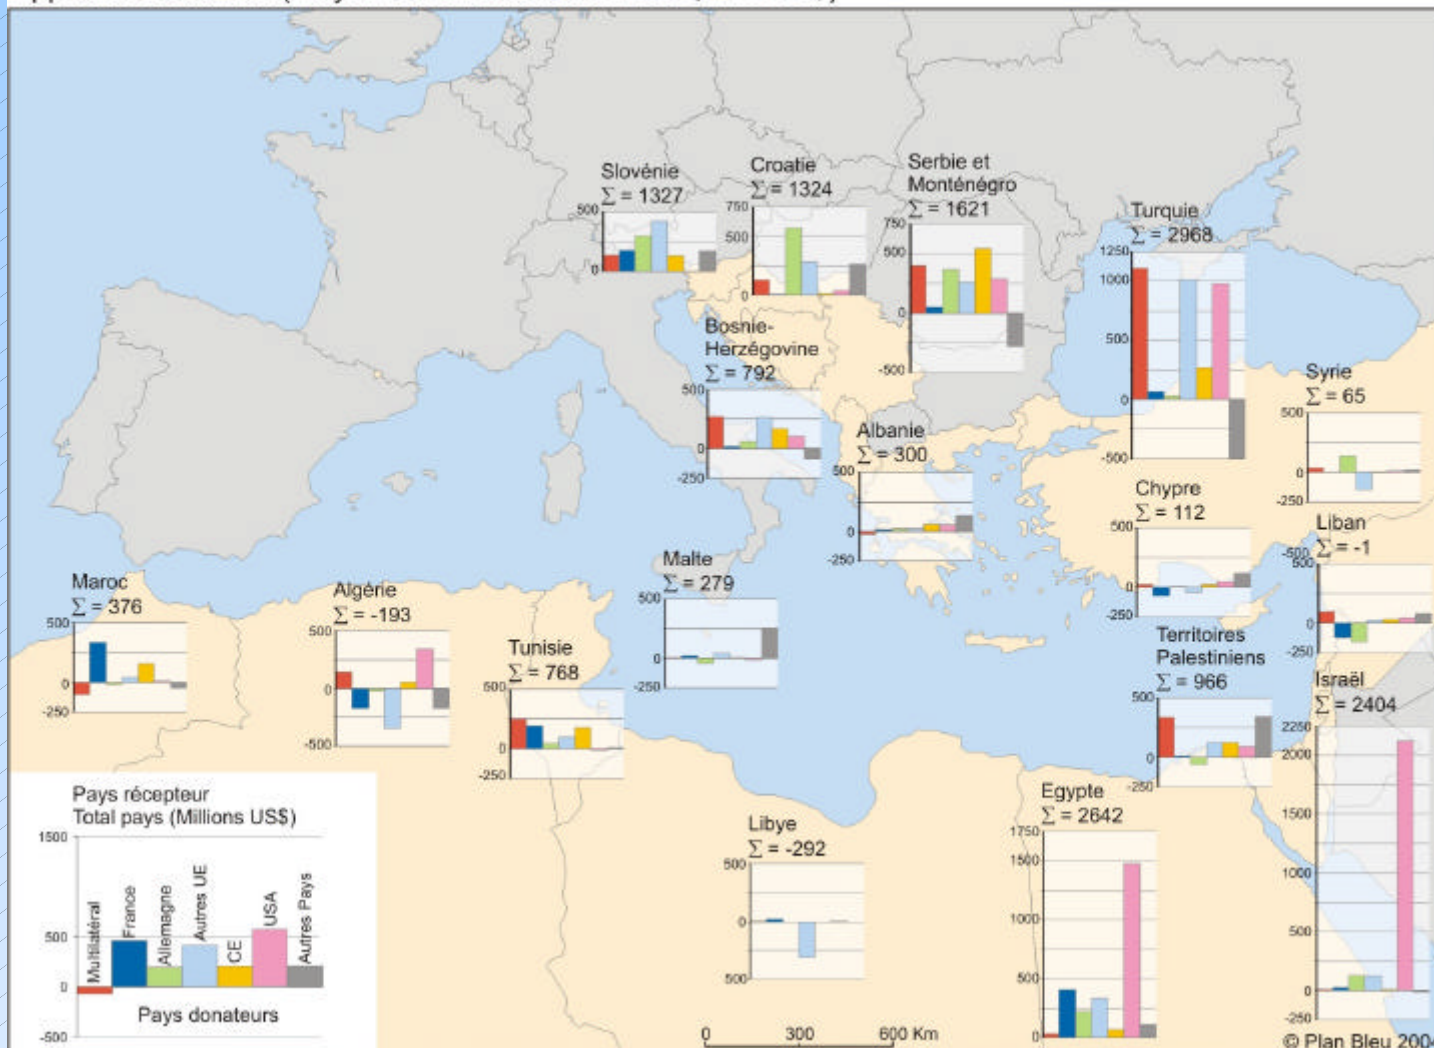 Slovénie
Σ = 1327
500
0
Croatie
Σ = 1324
750
500
0
Serbie et
Monténégro
Σ = 1621
750
500
0
-500
Turquie
Σ = 2968
1250
1000
500
0
-500
Bosnie-
Herzégovine
Σ = 792
500
0
-250
Albanie
Σ = 300
500
0
-250
Syrie
Σ = 65
500
0
-250
Chypre
Σ = 112
500
0
-250
Liban
Σ = -1
-500
500
0
-250
Maroc
Σ = 376
500
0
-250
Algérie
Σ = -193
500
0
-500
Tunisie
Σ = 768
500
0
-250
Malte
Σ = 279
500
0
-250
Territoires
Palestiniens
Σ = 966
500
0
-250
Israël
Σ = 2404
2250
2000
1500
1000
500
0
-250
Libye
Σ = -292
500
0
500
Egypte
Σ = 2642
1750
1500
1000
500
0
Pays récepteur
Total pays (Millions US$)
1500
500
0
-500
Multilatéral
France
Allemagne
Autres UE
CE
USA
Autres Pays
Pays donateurs
0 300 600 Km
© Plan Bleu 2004